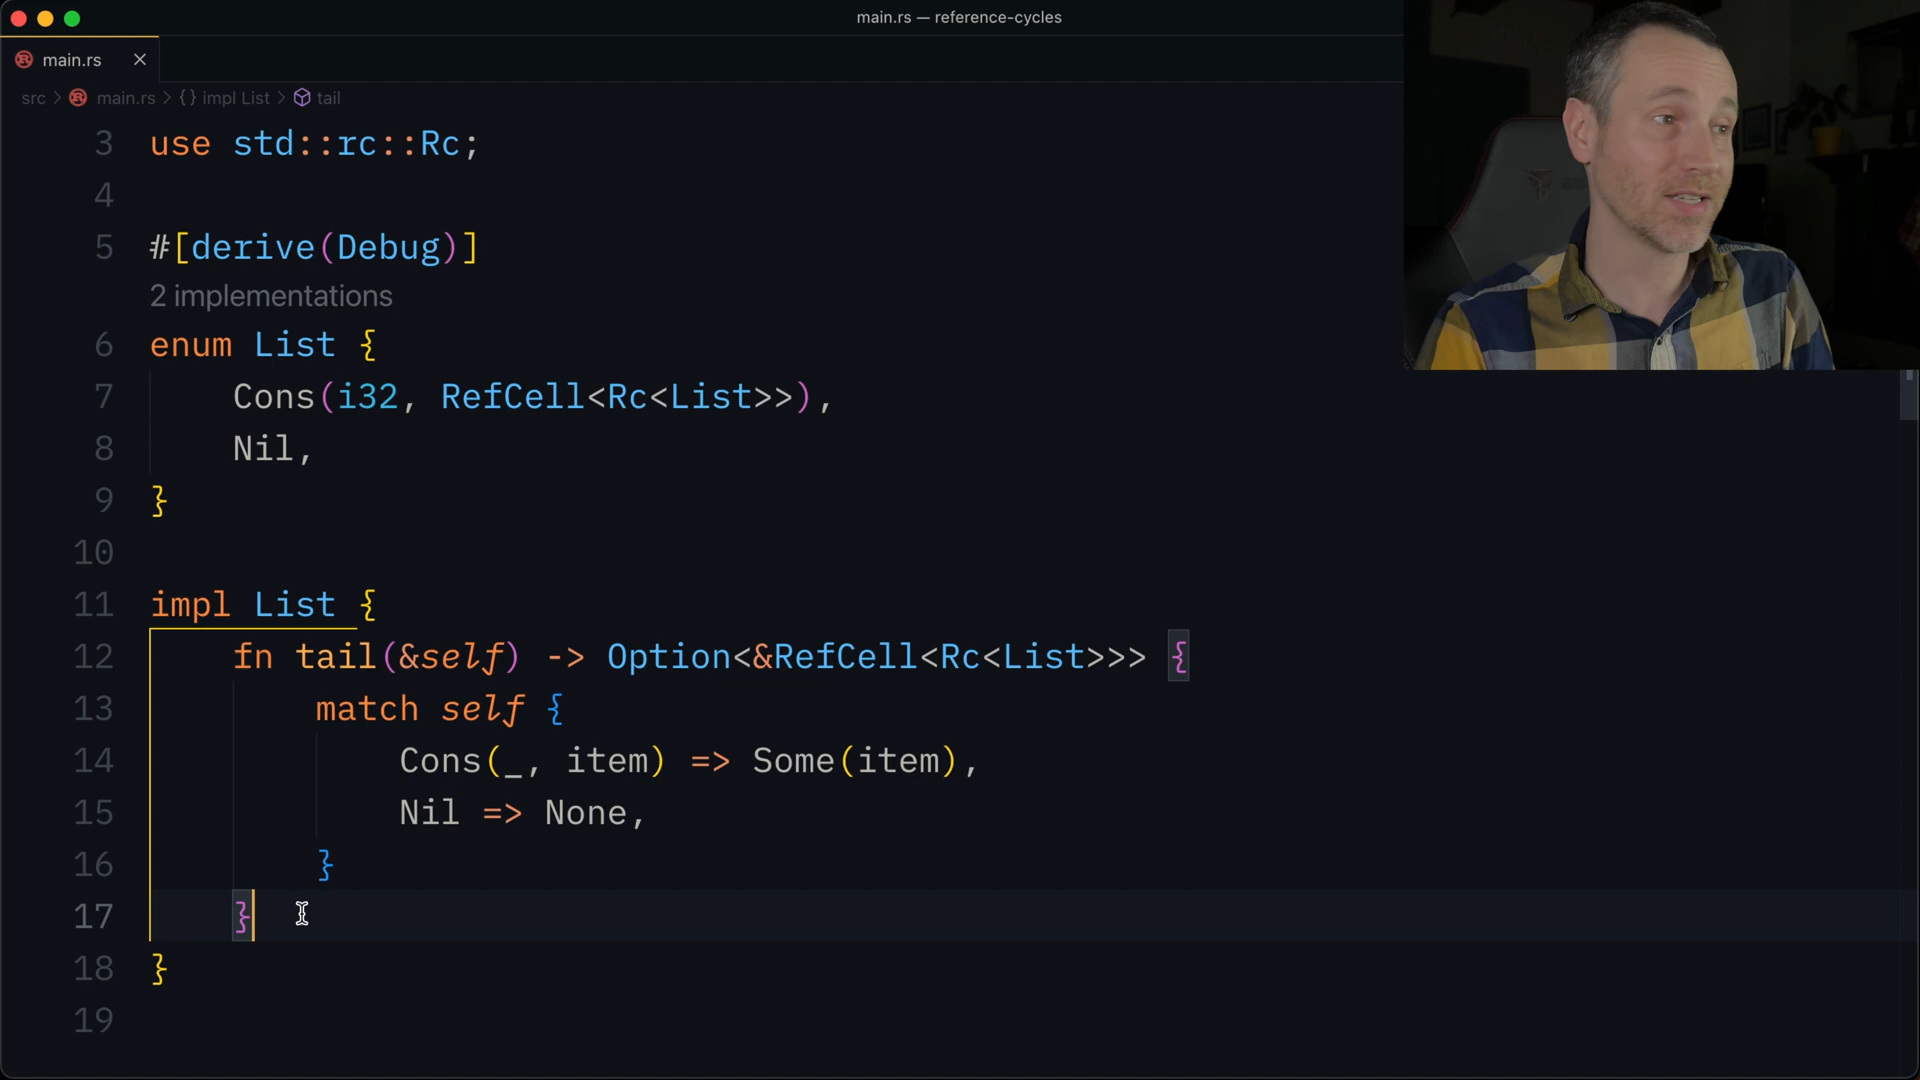 main.rs — reference-cycles
main.rs
src > main.rs > {} impl List > tail
3 use std::rc::Rc;
4
5 #[derive(Debug)]
2 implementations
6 enum List {
7 Cons(i32, RefCell<Rc<List>>),
8 Nil,
9 }
10
11 impl List {
12 fn tail(&self) -> Option<&RefCell<Rc<List>>> {
13 match self {
14 Cons(_, item) => Some(item),
15 Nil => None,
16 }
17 }
18 }
19